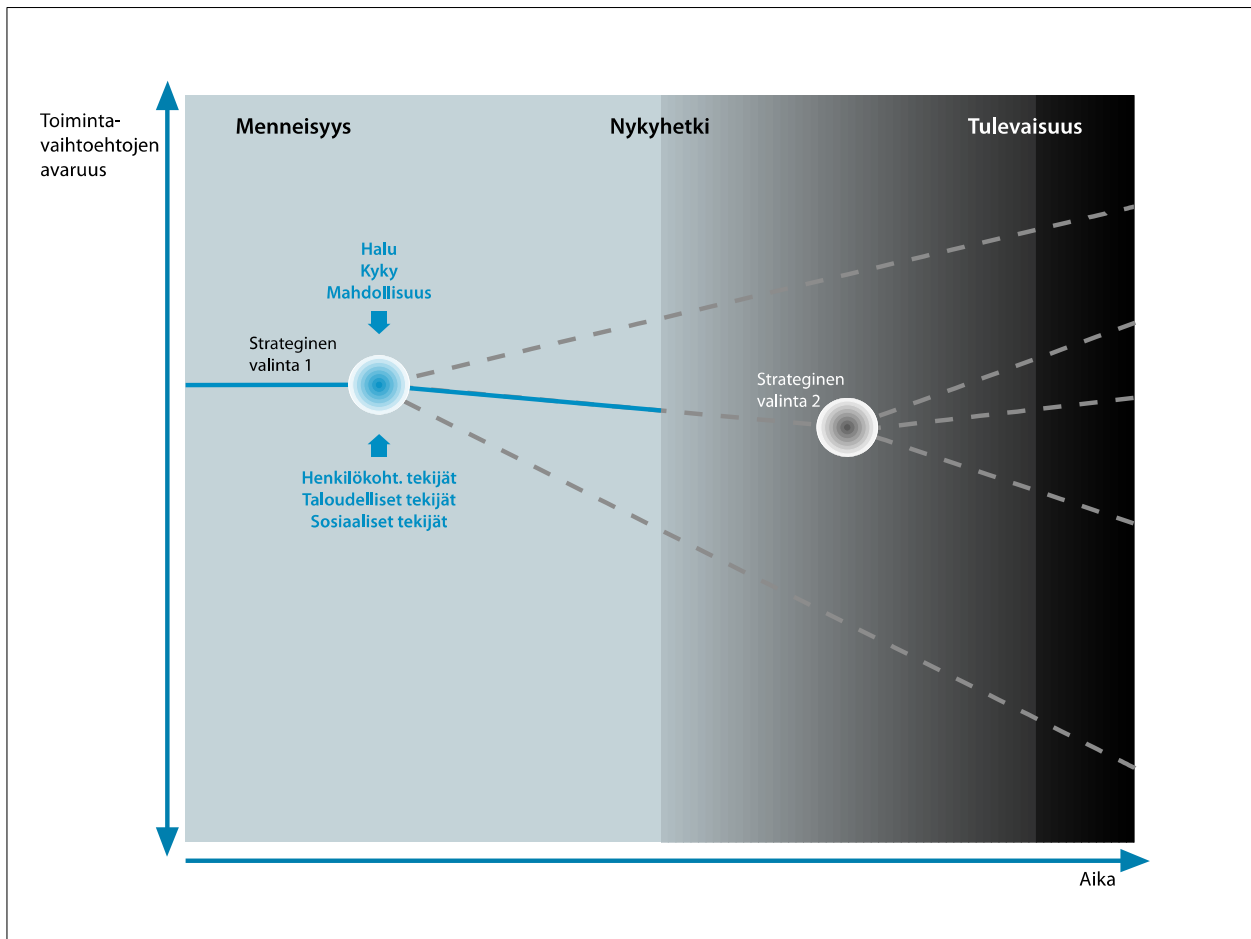 Toiminta-
vaihtoehtojen
avaruus
Menneisyys
Nykyhetki
Tulevaisuus
Halu
Kyky
Mahdollisuus
Strateginen
valinta 1
Strateginen
valinta 2
Henkilökoht. tekijät
Taloudelliset tekijät
Sosiaaliset tekijät
Aika